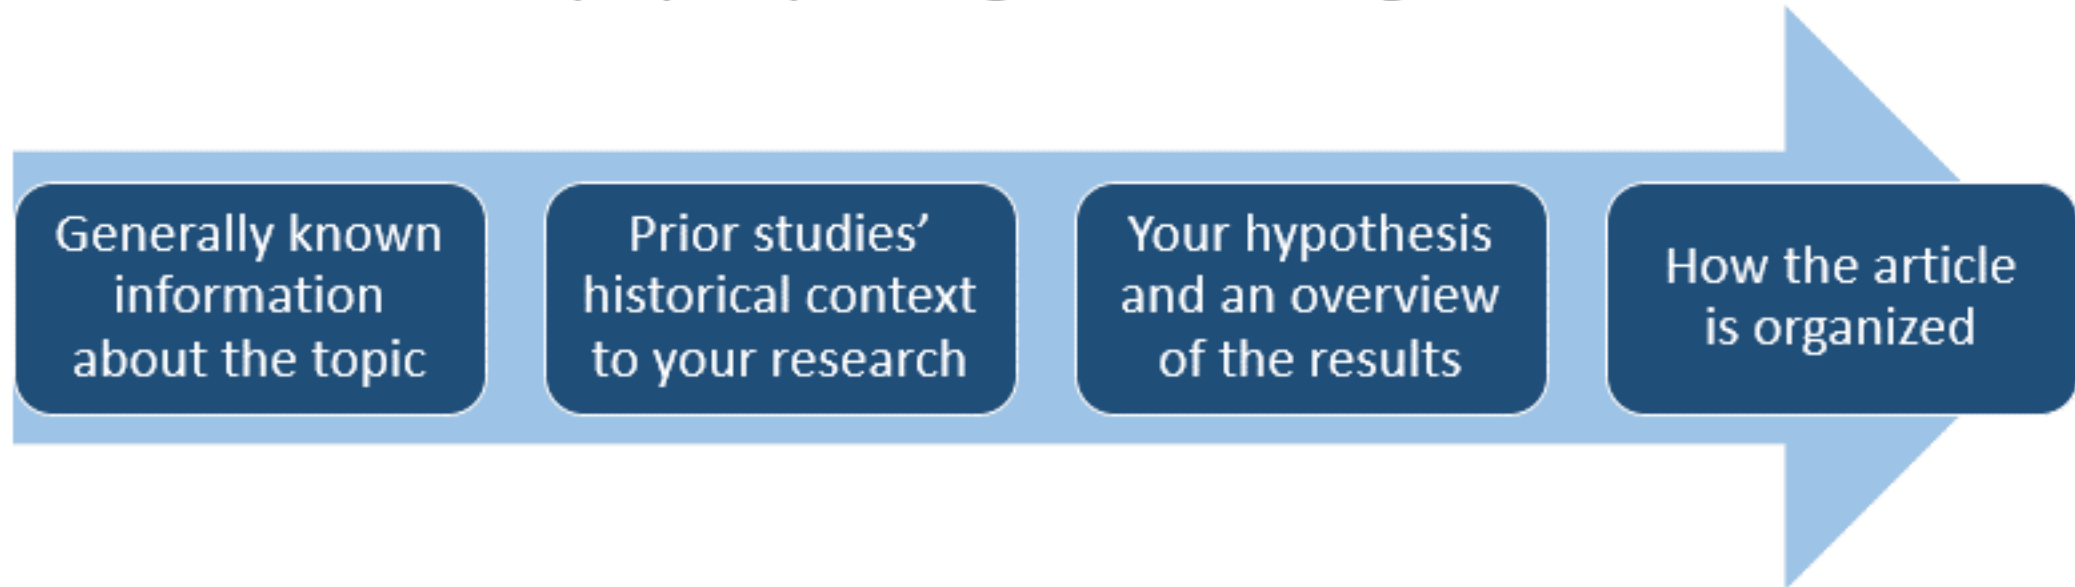 Generally known
information
about the topic
Prior studies’
historical context
to your research
Your hypothesis
and an overview
of the results
How the article
is organized